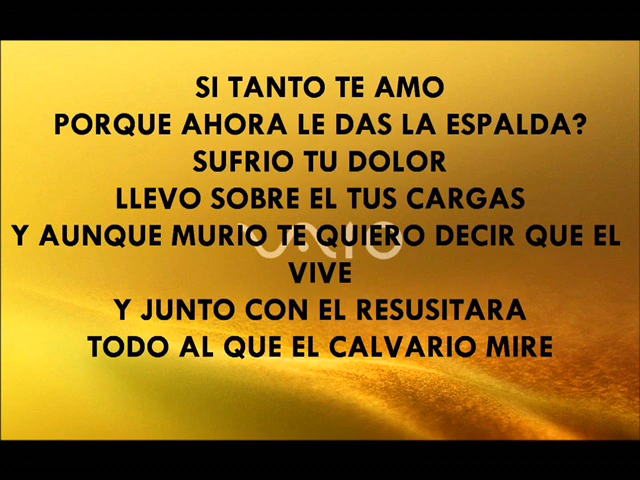 SI TANTO TE AMO
PORQUE AHORA LE DAS LA ESPALDA?
SUFRIO TU DOLOR
LLEVO SOBRE EL TUS CARGAS
Y AUNQUE MURIO TE QUIERO DECIR QUE EL
VIVE
Y JUNTO CON EL RESUSITARA
TODO AL QUE EL CALVARIO MIRE
VAIO